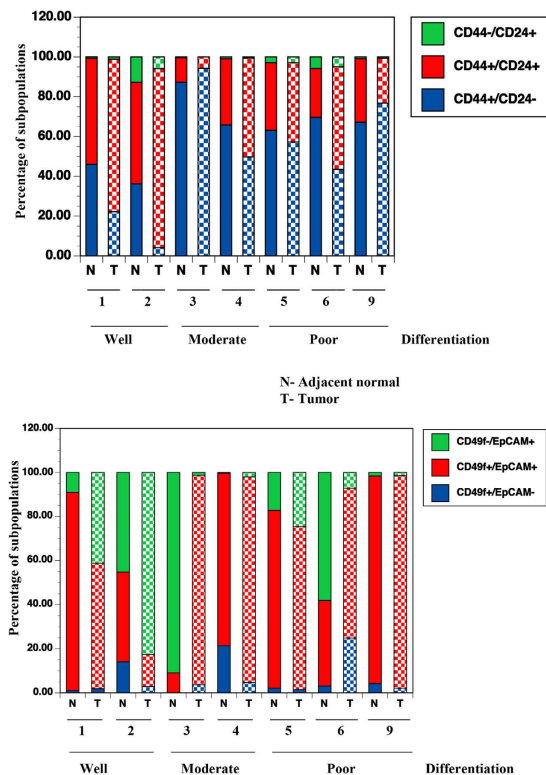 120.00
CD44-/CD24+
CD44+/CD24+
CD44+/CD24-
100.00
80.00
60.00
40.00
20.00
0.00
Percentage of subpopulations
N T N T N T N T N T N T N T
1 2 3 4 5 6 9
Well Moderate Poor Differentiation
N- Adjacent normal
T- Tumor
120.00
CD49f-/EpCAM+
CD49f+/EpCAM+
CD49f+/EpCAM-
100.00
80.00
60.00
40.00
20.00
0.00
Percentage of subpopulations
N T N T N T N T N T N T N T
1 2 3 4 5 6 9
Well Moderate Poor Differentiation